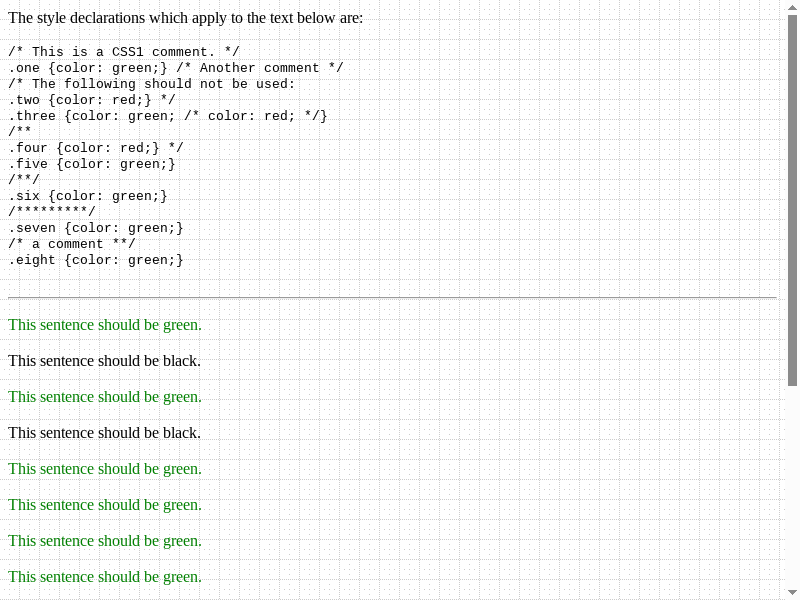 The style declarations which apply to the text below are:
/* This is a CSS1 comment. */
.one {color: green;} /* Another comment */
/* The following should not be used:
.two {color: red;} */
.three {color: green; /* color: red; */}
/**
.four {color: red;} */
.five {color: green;}
/**/
.six {color: green;}
/*********/
.seven {color: green;}
/* a comment **/
.eight {color: green;}
This sentence should be green.
This sentence should be black.
This sentence should be green.
This sentence should be black.
This sentence should be green.
This sentence should be green.
This sentence should be green.
This sentence should be green.